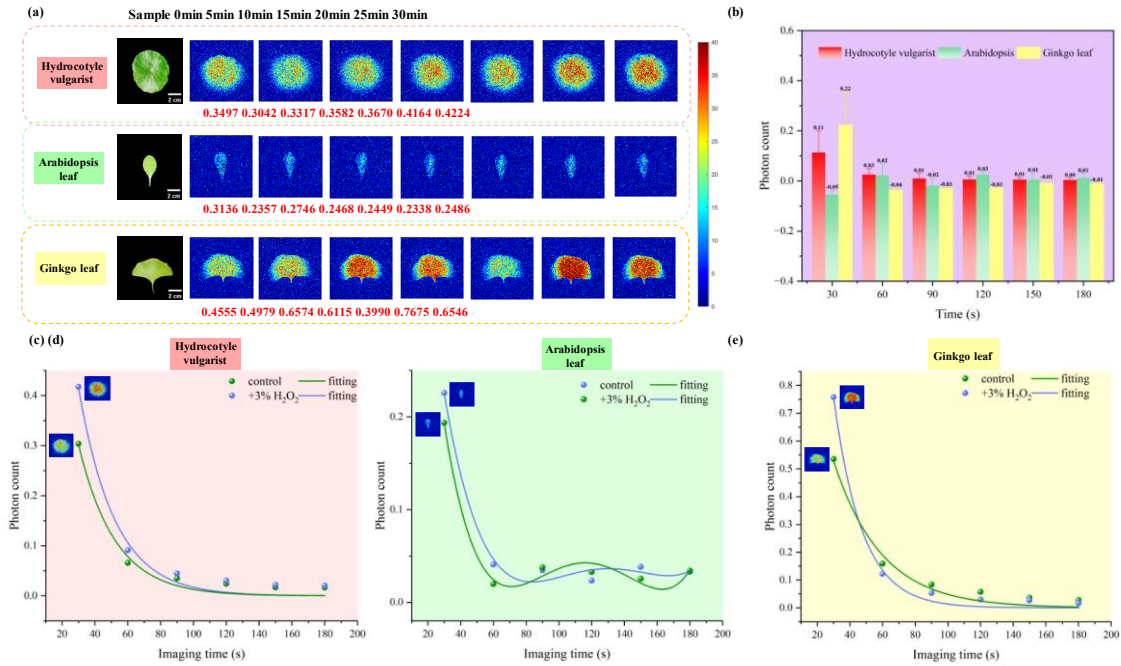 (a)
Sample 0min 5min 10min 15min 20min 25min 30min
Hydrocotyle
vulgarist
2 cm
0.3497 0.3042 0.3317 0.3582 0.3670 0.4164 0.4224
Arabidopsis
leaf
2 cm
0.3136 0.2357 0.2746 0.2468 0.2449 0.2338 0.2486
Ginkgo leaf
2 cm
0.4555 0.4979 0.6574 0.6115 0.3990 0.7675 0.6546
40
35
30
25
20
15
10
5
0
(b)
Hydrocotyle vulgarist Arabidopsis Ginkgo leaf
Photon count
0.6
0.4
0.2
0.0
−0.2
−0.4
0.11 -0.05 0.22
0.03 0.02 -0.04
0.01 -0.02 -0.03
0.01 0.03 -0.03
0.01 0.01 -0.01
0.00 0.01 -0.01
30 60 90 120 150 180
Time (s)
(c) (d)
Hydrocotyle
vulgarist
control fitting
+3% H₂O₂ fitting
Photon count
0.4
0.3
0.2
0.1
0.0
20 40 60 80 100 120 140 160 180 200
Imaging time (s)
Arabidopsis
leaf
control fitting
+3% H₂O₂ fitting
Photon count
0.2
0.1
0.0
20 40 60 80 100 120 140 160 180 200
Imaging time (s)
(e)
Ginkgo leaf
control fitting
+3% H₂O₂ fitting
Photon count
0.8
0.7
0.6
0.5
0.4
0.3
0.2
0.1
0.0
20 40 60 80 100 120 140 160 180 200
Imaging time (s)